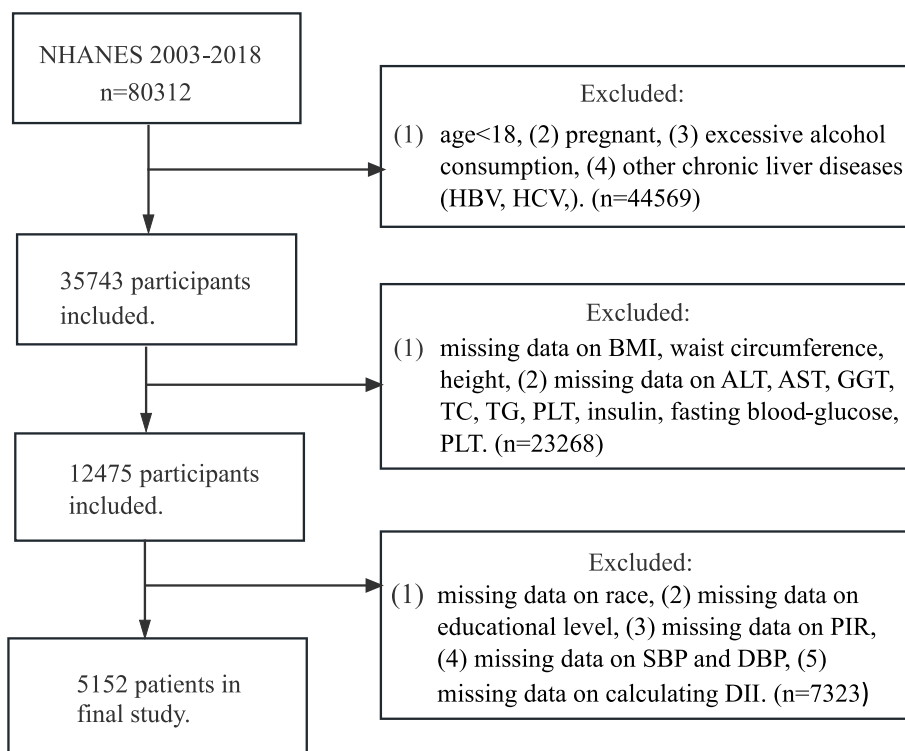 NHANES 2003-2018
n=80312
Excluded:
(1) age<18, (2) pregnant, (3) excessive alcohol
consumption, (4) other chronic liver diseases
(HBV, HCV,). (n=44569)
35743 participants
included.
Excluded:
(1) missing data on BMI, waist circumference,
height, (2) missing data on ALT, AST, GGT,
TC, TG, PLT, insulin, fasting blood-glucose,
PLT. (n=23268)
12475 participants
included.
Excluded:
(1) missing data on race, (2) missing data on
educational level, (3) missing data on PIR,
(4) missing data on SBP and DBP, (5)
missing data on calculating DII. (n=7323)
5152 patients in
final study.